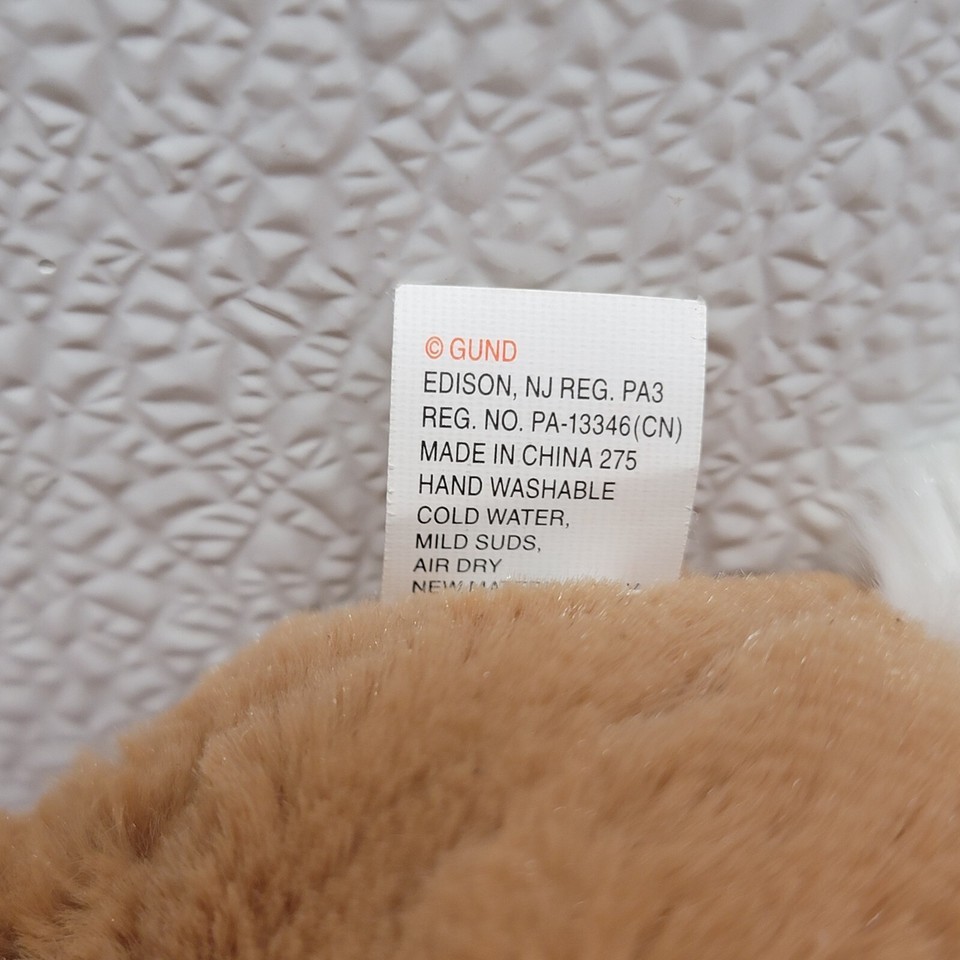 © GUND
EDISON, NJ REG. PA3
REG. NO. PA-13346(CN)
MADE IN CHINA 275
HAND WASHABLE
COLD WATER,
MILD SUDS,
AIR DRY
NEW